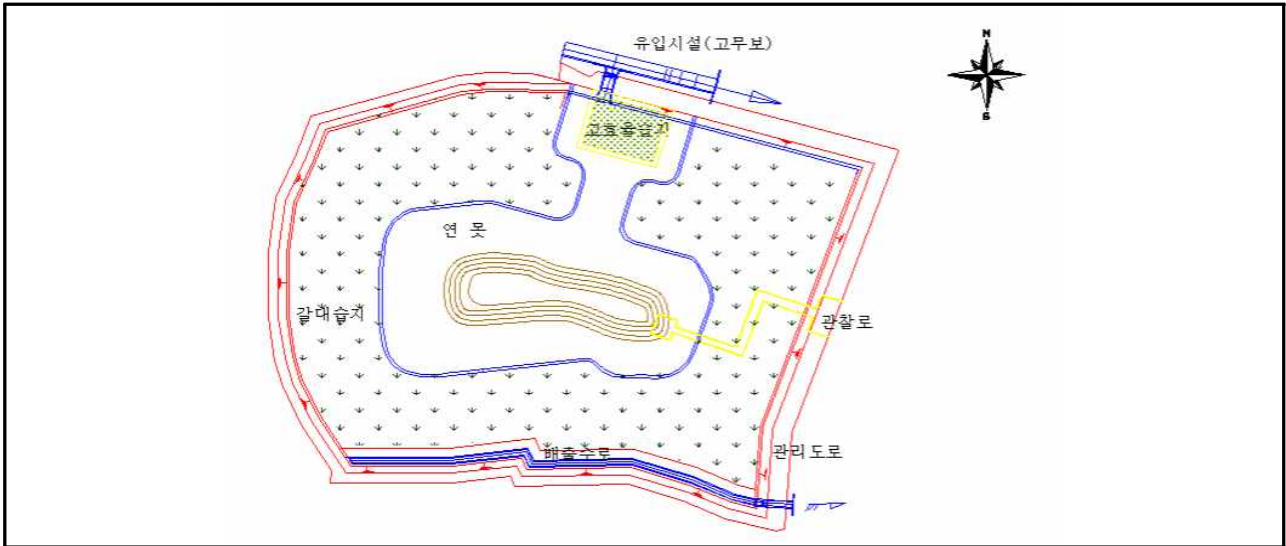 유입시설(고무보)
N
S
고효율습지
연 못
갈대습지
관찰로
배출수로
관리도로